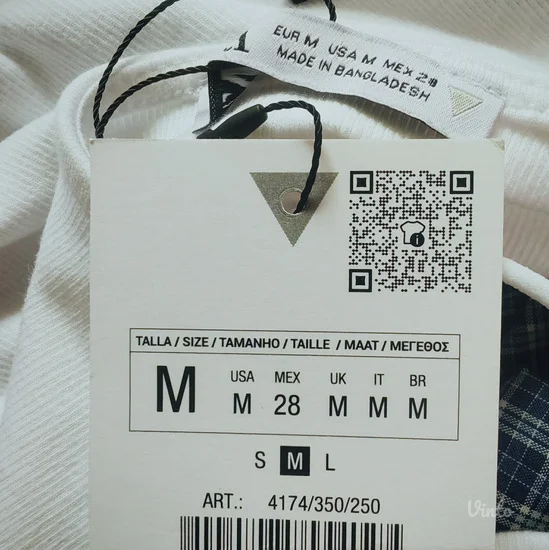 EUR M USA M MEX 28
MADE IN BANGLADESH
TALLA / SIZE / TAMANHO / TAILLE / MAAT / ΜΕΓΕΘΟΣ
M
USA MEX UK IT BR
M 28 M M M
S M L
ART.: 4174/350/250
Vinto